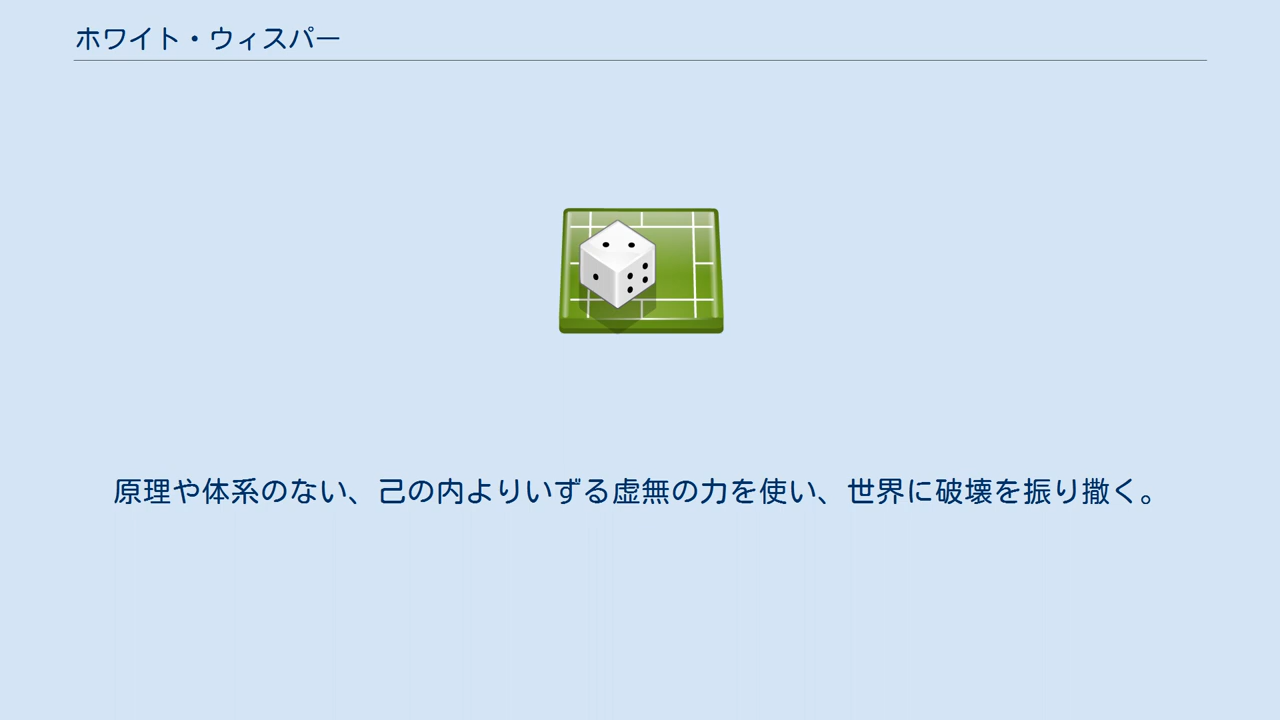 ホワイト・ウィスパー
原理や体系のない、己の内よりいずる虚無の力を使い、世界に破壊を振り撒く。